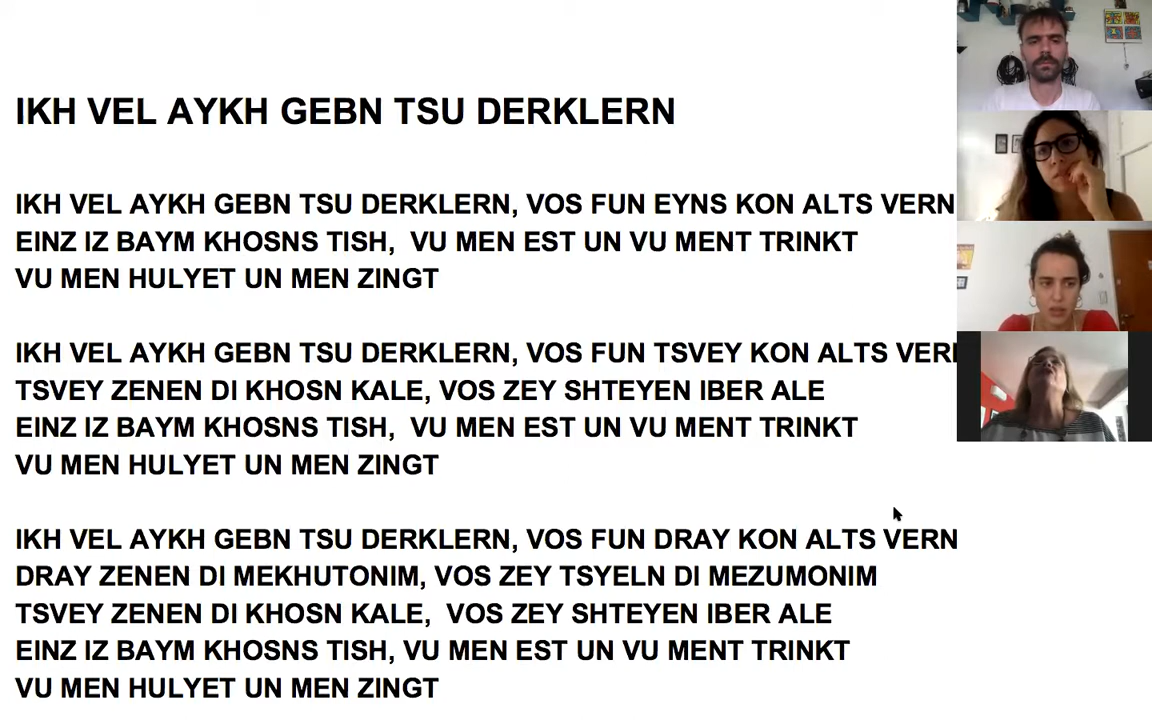 IKH VEL AYKH GEBN TSU DERKLERN
IKH VEL AYKH GEBN TSU DERKLERN, VOS FUN EYNS KON ALTS VERN
EINZ IZ BAYM KHOSNS TISH, VU MEN EST UN VU MENT TRINKT
VU MEN HULYET UN MEN ZINGT
IKH VEL AYKH GEBN TSU DERKLERN, VOS FUN TSVEY KON ALTS
TSVEY ZENEN DI KHOSN KALE, VOS ZEY SHTEYEN IBER ALE
EINZ IZ BAYM KHOSNS TISH, VU MEN EST UN VU MENT TRINKT
VU MEN HULYET UN MEN ZINGT
IKH VEL AYKH GEBN TSU DERKLERN, VOS FUN DRAY KON ALTS VERN
DRAY ZENEN DI MEKHUTONIM, VOS ZEY TSYELN DI MEZUMONIM
TSVEY ZENEN DI KHOSN KALE, VOS ZEY SHTEYEN IBER ALE
EINZ IZ BAYM KHOSNS TISH, VU MEN EST UN VU MENT TRINKT
VU MEN HULYET UN MEN ZINGT